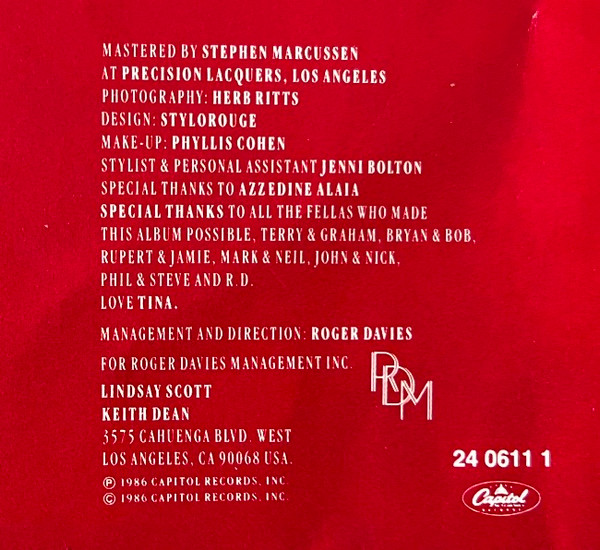 MASTERED BY STEPHEN MARCUSSEN
AT PRECISION LACQUERS, LOS ANGELES
PHOTOGRAPHY: HERB RITTS
DESIGN: STYLOROUGE
MAKE-UP: PHYLLIS COHEN
STYLIST & PERSONAL ASSISTANT JENNI BOLTON
SPECIAL THANKS TO AZZEDINE ALAIA
SPECIAL THANKS TO ALL THE FELLAS WHO MADE
THIS ALBUM POSSIBLE, TERRY & GRAHAM, BRYAN & BOB,
RUPERT & JAMIE, MARK & NEIL, JOHN & NICK,
PHIL & STEVE AND R.D.
LOVE TINA.
MANAGEMENT AND DIRECTION: ROGER DAVIES
FOR ROGER DAVIES MANAGEMENT INC.
RDM
LINDSAY SCOTT
KEITH DEAN
3575 CAHUENGA BLVD. WEST
LOS ANGELES, CA 90068 USA.
℗ 1986 CAPITOL RECORDS, INC.
© 1986 CAPITOL RECORDS, INC.
24 0611 1
Capitol